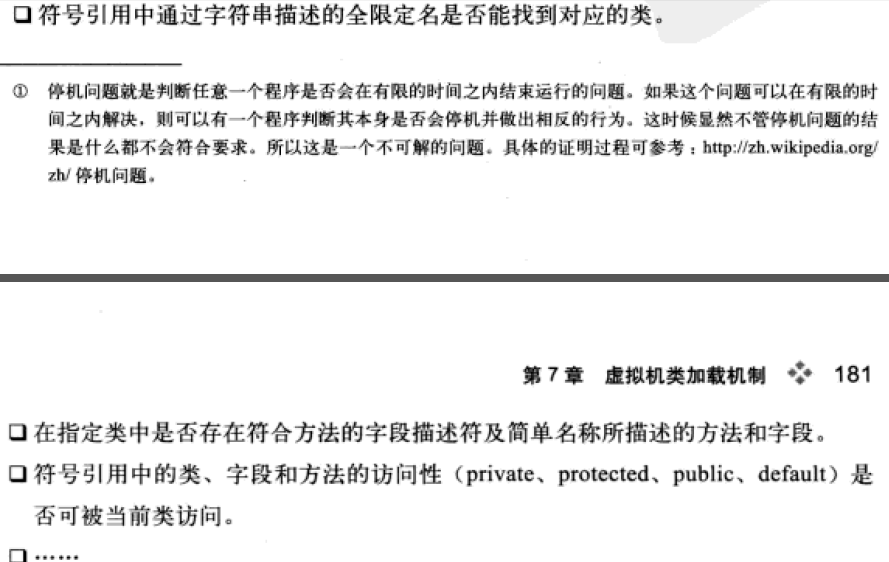 ❑ 符号引用中通过字符串描述的全限定名是否能找到对应的类。
① 停机问题就是判断任意一个程序是否会在有限的时间之内结束运行的问题。如果这个问题可以在有限的时
间之内解决，则可以有一个程序判断其本身是否会停机并做出相反的行为。这时候显然不管停机问题的结
果是什么都不会符合要求。所以这是一个不可解的问题。具体的证明过程可参考：http://zh.wikipedia.org/
zh/ 停机问题。
第 7 章 虚拟机类加载机制 ❖ 181
❑ 在指定类中是否存在符合方法的字段描述符及简单名称所描述的方法和字段。
❑ 符号引用中的类、字段和方法的访问性（private、protected、public、default）是
否可被当前类访问。
❑ ……